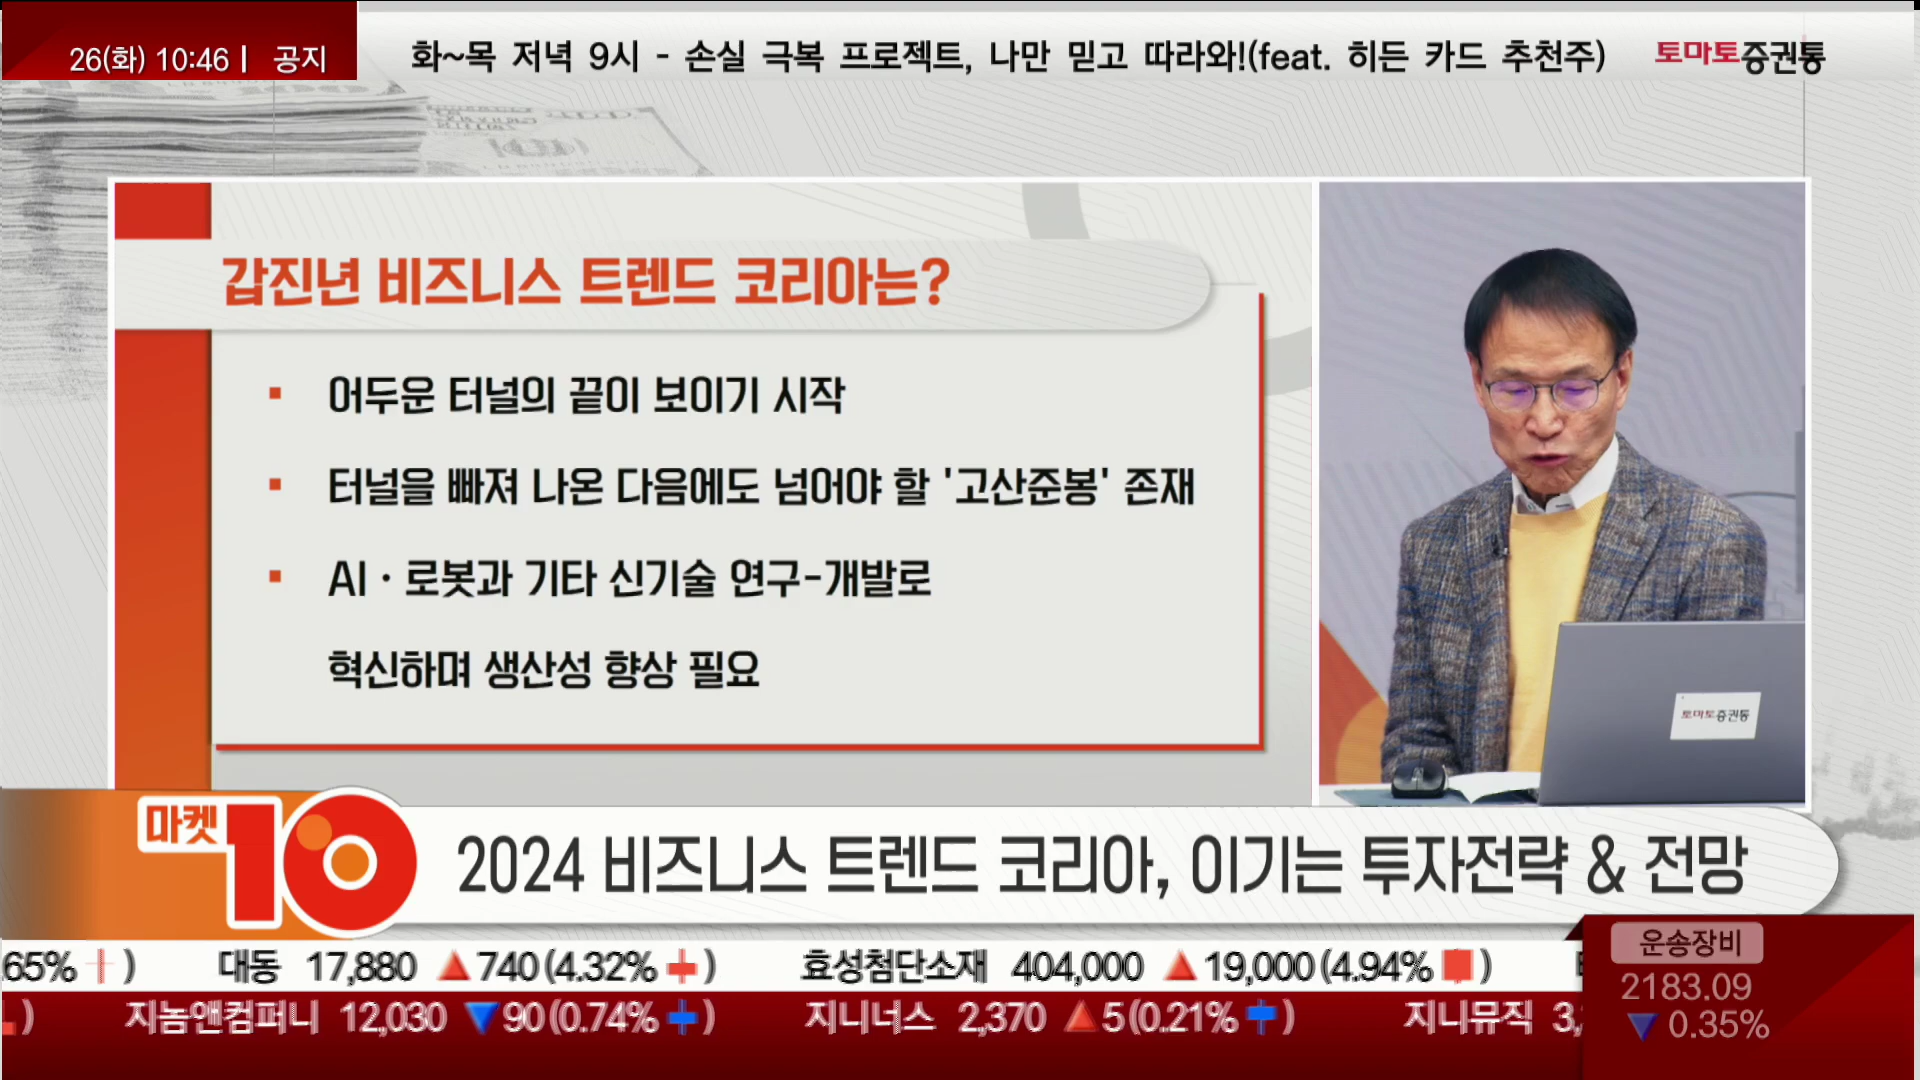 26(화) 10:46 | 공지
화~목 저녁 9시 - 손실 극복 프로젝트, 나만 믿고 따라와!(feat. 히든 카드 추천주)
토마토증권통
갑진년 비즈니스 트렌드 코리아는?
▪ 어두운 터널의 끝이 보이기 시작
▪ 터널을 빠져 나온 다음에도 넘어야 할 '고산준봉' 존재
▪ AI·로봇과 기타 신기술 연구-개발로
혁신하며 생산성 향상 필요
토마토증권통
마켓
10
2024 비즈니스 트렌드 코리아, 이기는 투자전략 & 전망
65% ) 대동 17,880 ▲740(4.32% ) 효성첨단소재 404,000 ▲19,000(4.94% )
) 지놈앤컴퍼니 12,030 ▼90(0.74% ) 지니너스 2,370 ▲5(0.21% ) 지니뮤직 3,
운송장비
2183.09
▼ 0.35%